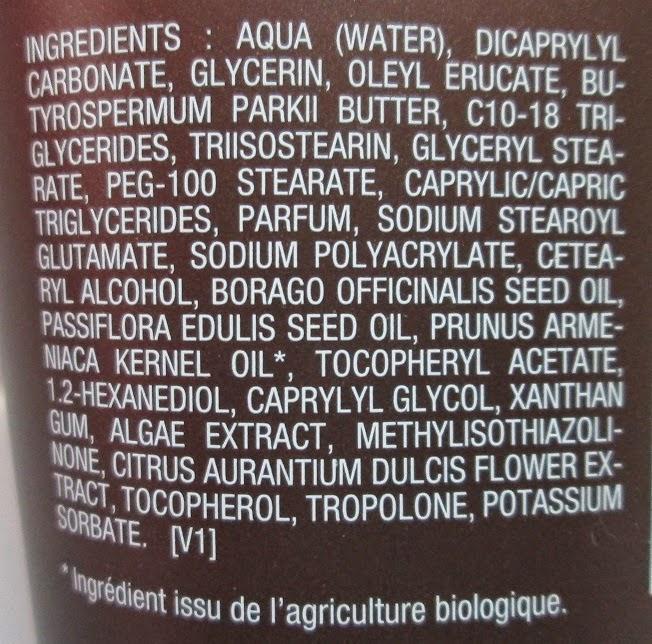 INGREDIENTS : AQUA (WATER), DICAPRYLYL
CARBONATE, GLYCERIN, OLEYL ERUCATE, BU-
TYROSPERMUM PARKII BUTTER, C10-18 TRI-
GLYCERIDES, TRIISOSTEARIN, GLYCERYL STEA-
RATE, PEG-100 STEARATE, CAPRYLIC/CAPRIC
TRIGLYCERIDES, PARFUM, SODIUM STEAROYL
GLUTAMATE, SODIUM POLYACRYLATE, CETEA-
RYL ALCOHOL, BORAGO OFFICINALIS SEED OIL,
PASSIFLORA EDULIS SEED OIL, PRUNUS ARME-
NIACA KERNEL OIL*, TOCOPHERYL ACETATE,
1.2-HEXANEDIOL, CAPRYLYL GLYCOL, XANTHAN
GUM, ALGAE EXTRACT, METHYLISOTHIAZOLI-
NONE, CITRUS AURANTIUM DULCIS FLOWER EX-
TRACT, TOCOPHEROL, TROPOLONE, POTASSIUM
SORBATE. [V1]
* Ingrédient issu de l'agriculture biologique.